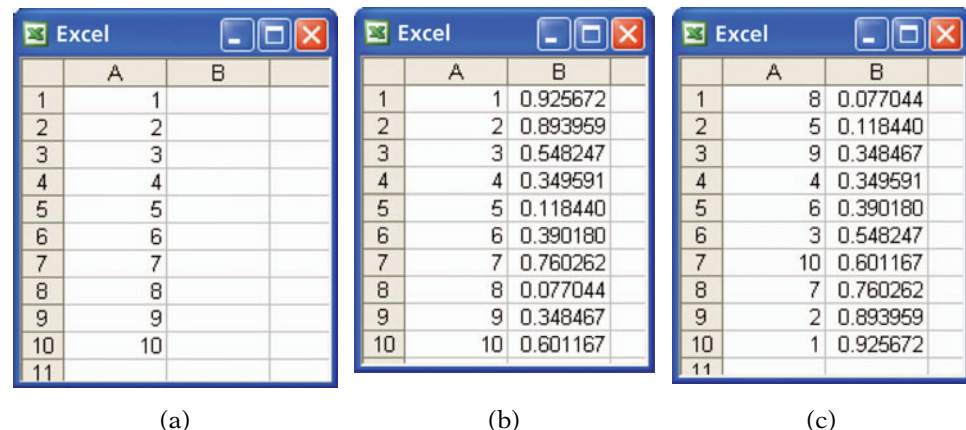 Excel
A B
1 1
2 2
3 3
4 4
5 5
6 6
7 7
8 8
9 9
10 10
11
(a)
Excel
A B
1 1 0.925672
2 2 0.893959
3 3 0.548247
4 4 0.349591
5 5 0.118440
6 6 0.390180
7 7 0.760262
8 8 0.077044
9 9 0.348467
10 10 0.601167
(b)
Excel
A B
1 8 0.077044
2 5 0.118440
3 9 0.348467
4 4 0.349591
5 6 0.390180
6 3 0.548247
7 10 0.601167
8 7 0.760262
9 2 0.893959
10 1 0.925672
11
(c)